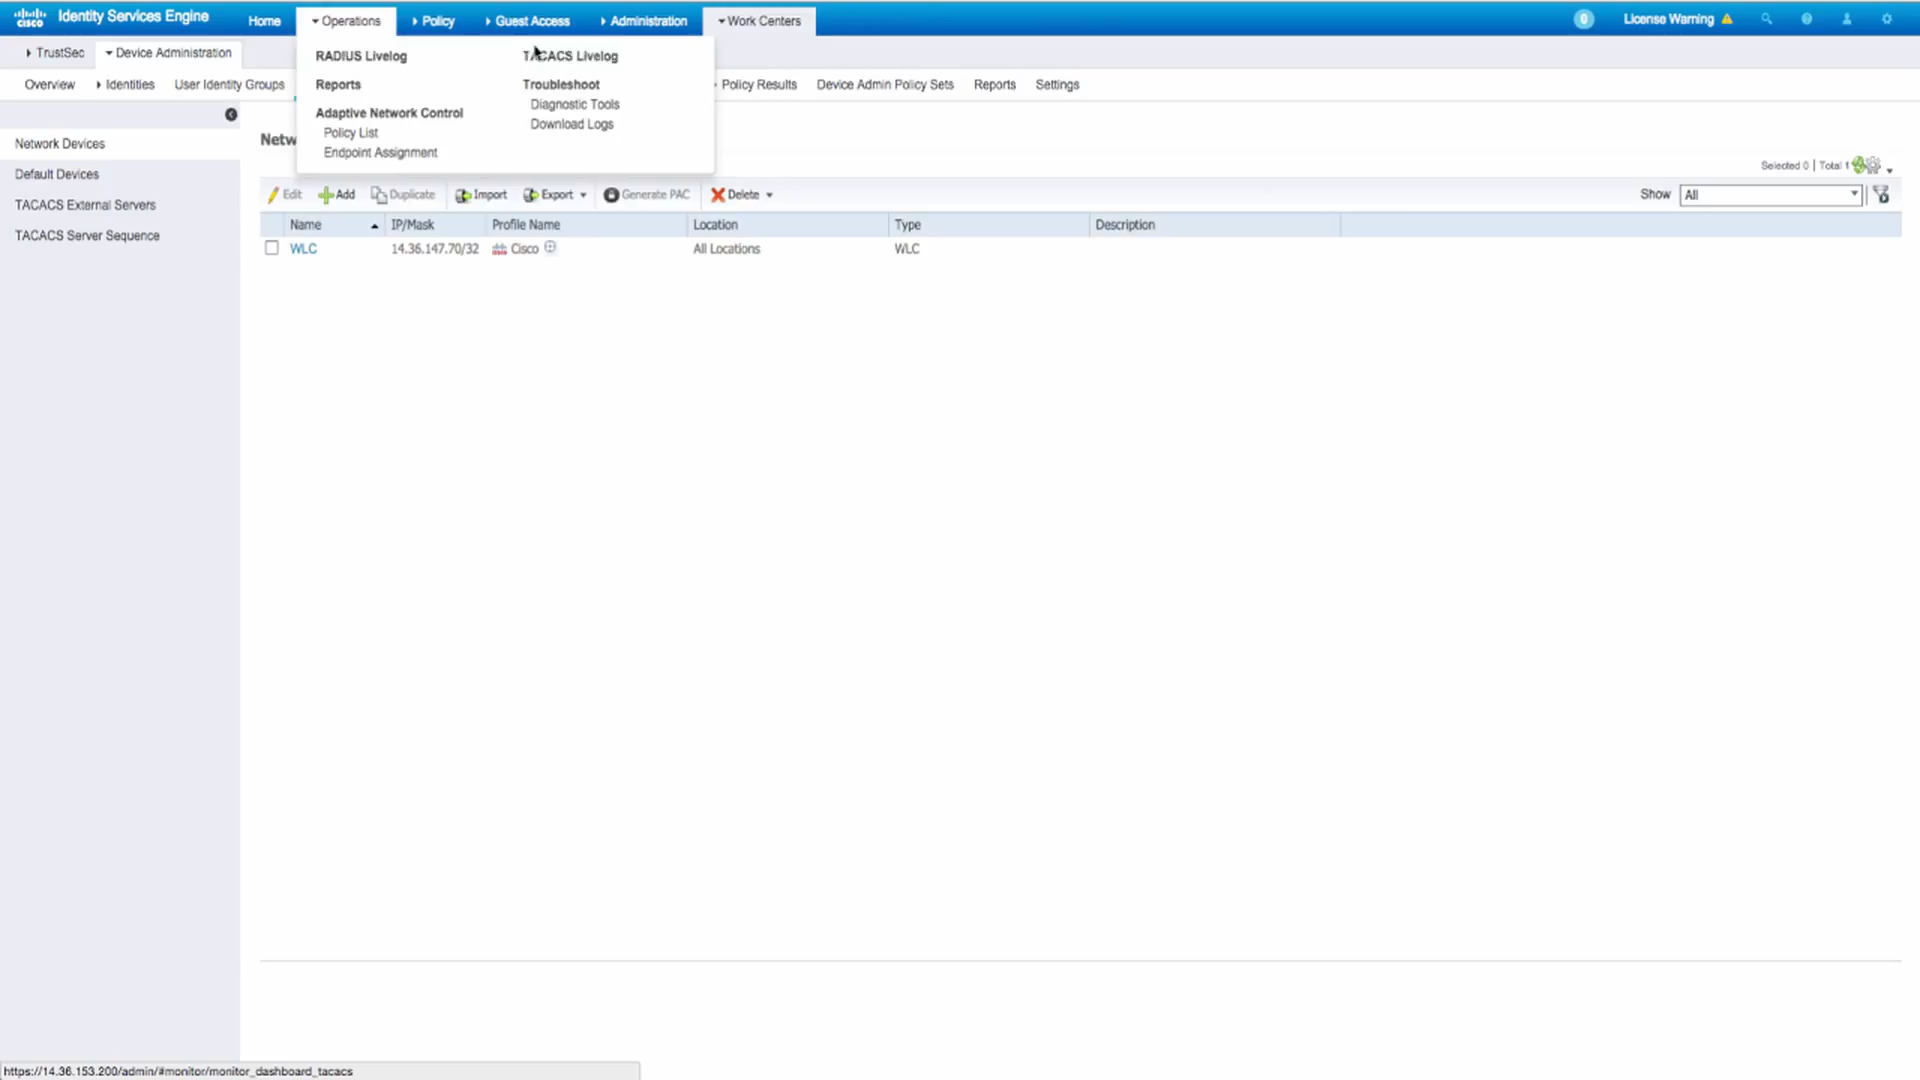 cisco Identity Services Engine Home Operations Policy Guest Access Administration Work Centers 0 License Warning
TrustSec Device Administration
RADIUS Livelog TACACS Livelog
Overview Identities User Identity Groups Reports Troubleshoot Policy Results Device Admin Policy Sets Reports Settings
Diagnostic Tools
Adaptive Network Control
Download Logs
Policy List
Endpoint Assignment
Network Devices
Default Devices
TACACS External Servers
TACACS Server Sequence
Netw
Selected 0 | Total 1
Edit Add Duplicate Import Export Generate PAC Delete Show All
Name IP/Mask Profile Name Location Type Description
WLC 14.36.147.70/32 Cisco All Locations WLC
https://14.36.153.200/admin/#monitor/monitor_dashboard_tacacs